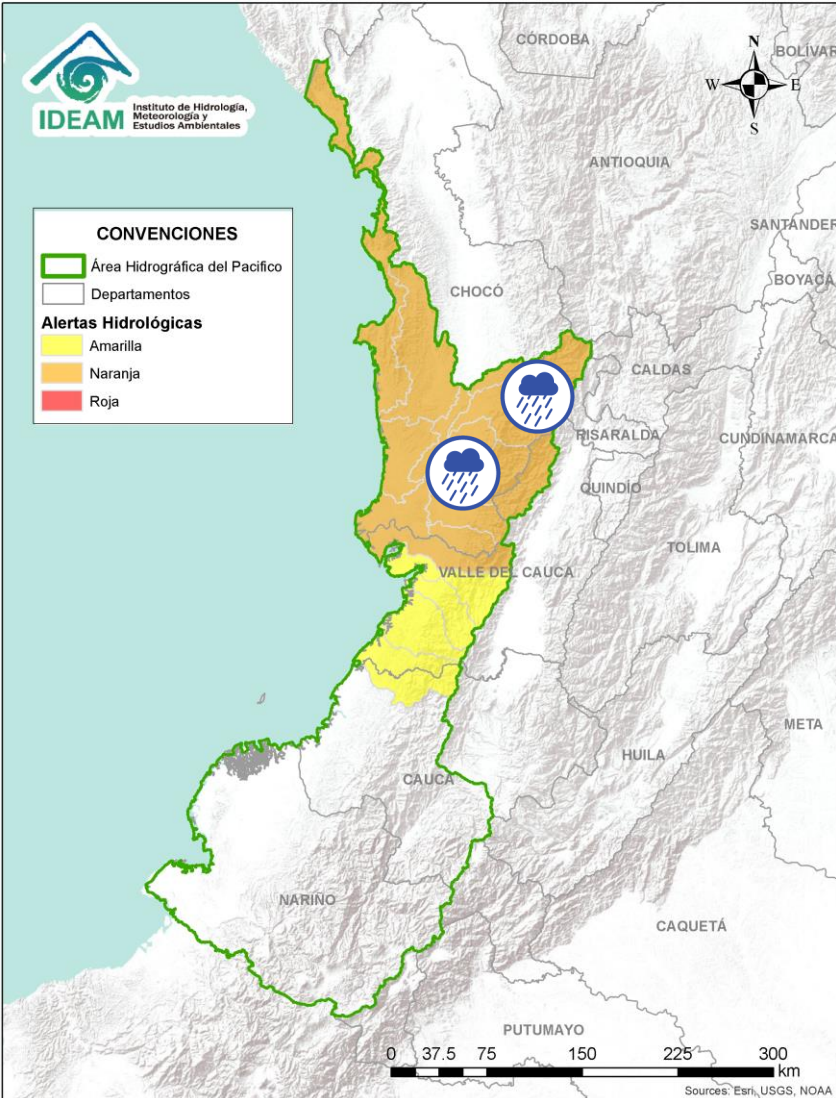 IDEAM
Instituto de Hidrología,
Meteorología y
Estudios Ambientales
CONVENCIONES
Área Hidrográfica del Pacifico
Departamentos
Alertas Hidrológicas
Amarilla
Naranja
Roja
N
W
E
S
CÓRDOBA
BOLÍVAR
ANTIOQUIA
SANTANDER
BOYACÁ
CHOCÓ
CALDAS
RISARALDA
CUNDINAMARCA
QUINDÍO
TOLIMA
VALLE DEL CAUCA
META
HUILA
CAUCA
NARIÑO
CAQUETÁ
PUTUMAYO
0 37.5 75 150 225 300
km
Sources: Esri, USGS, NOAA